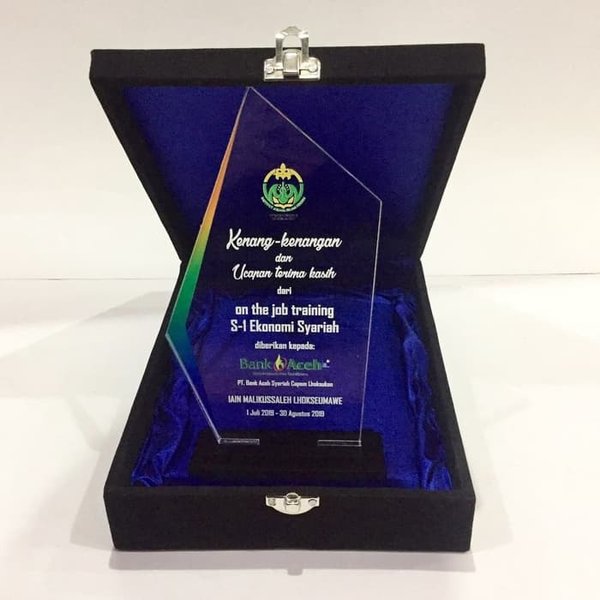 Kenang-kenangan
dan
Ucapan terima kasih
dari
on the job training
S-1 Ekonomi Syariah
diberikan kepada:
Bank Aceh
PT. Bank Aceh Syariah Capem Lhoksukon
IAIN MALIKUSSALEH LHOKSEUMAWE
1 Juli 2019 - 30 Agustus 2019